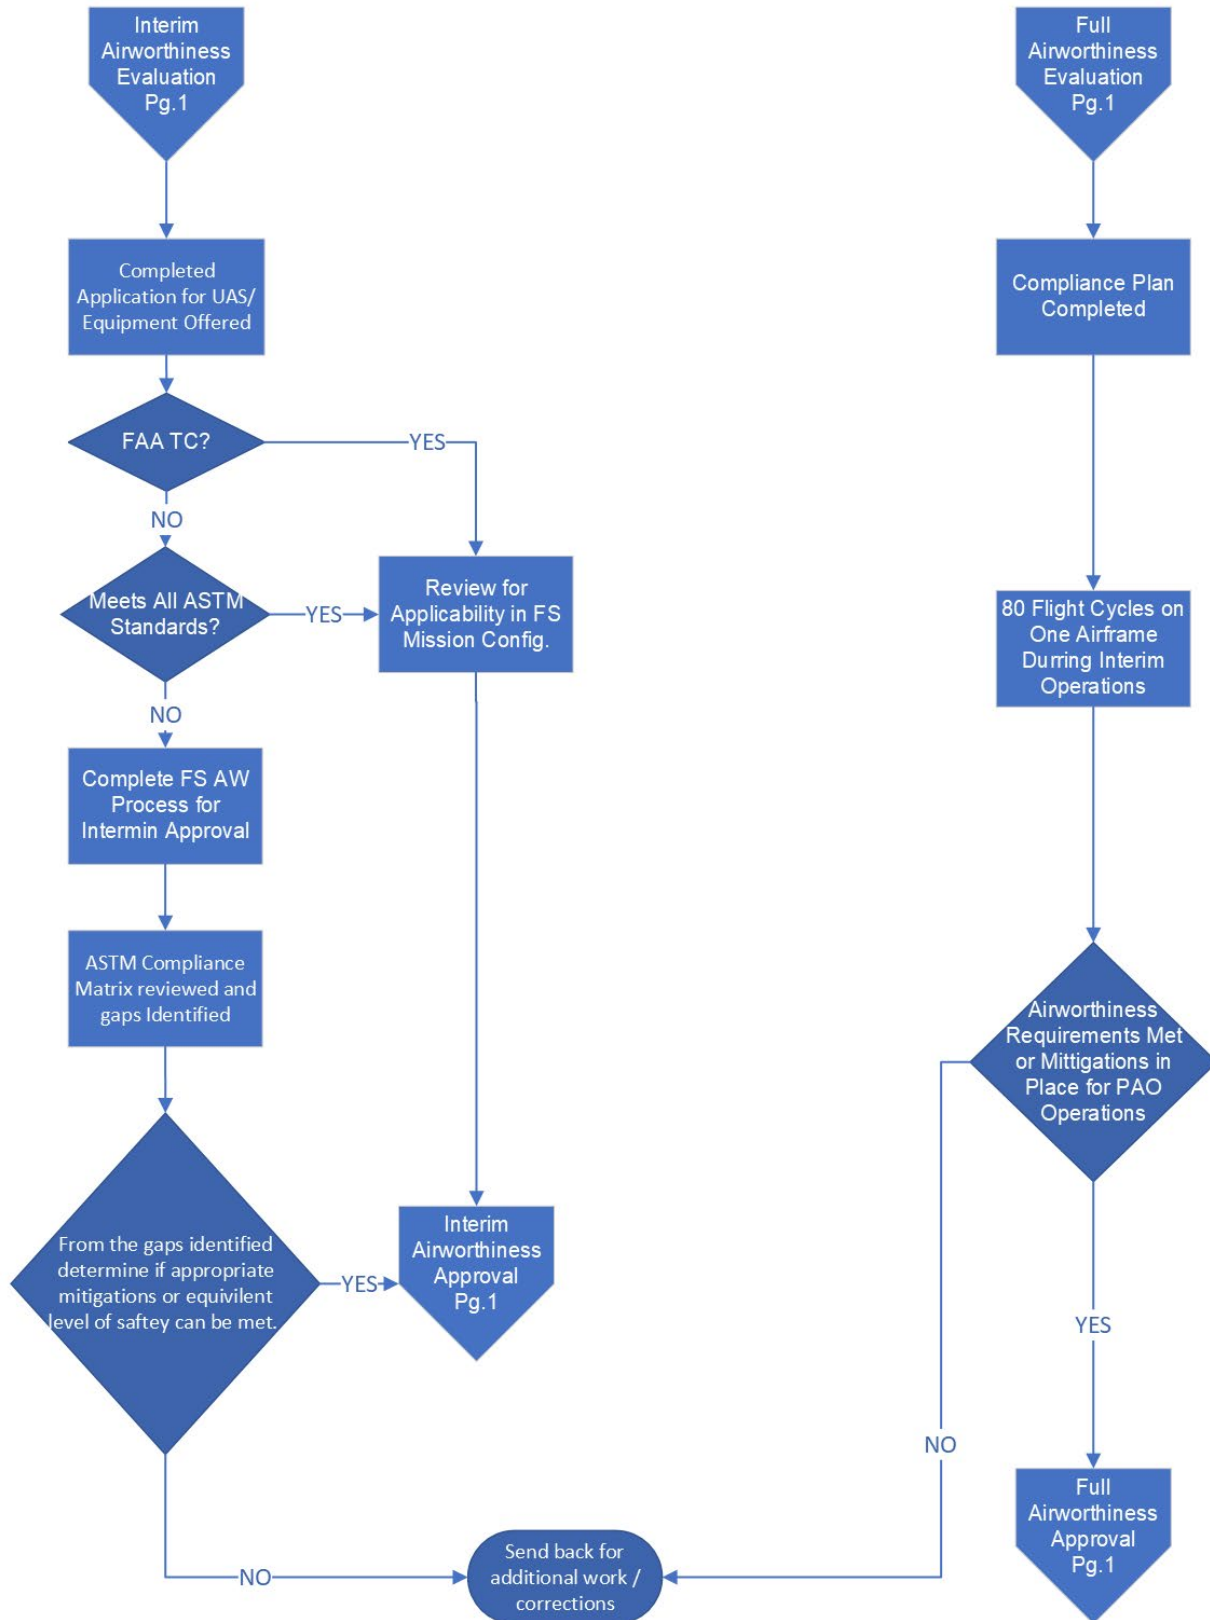 Interim
Airworthiness
Evaluation
Pg.1
Completed
Application for UAS/
Equipment Offered
FAA TC?
YES
NO
Meets All ASTM
Standards?
YES
Review for
Applicability in FS
Mission Config.
NO
Complete FS AW
Process for
Intermin Approval
ASTM Compliance
Matrix reviewed and
gaps Identified
From the gaps identified
determine if appropriate
mitigations or equivilent
level of saftey can be met.
YES
Interim
Airworthiness
Approval
Pg.1
NO
Send back for
additional work /
corrections
Full
Airworthiness
Evaluation
Pg.1
Compliance Plan
Completed
80 Flight Cycles on
One Airframe
Durring Interim
Operations
Airworthiness
Requirements Met
or Mittigations in
Place for PAO
Operations
NO
YES
Full
Airworthiness
Approval
Pg.1